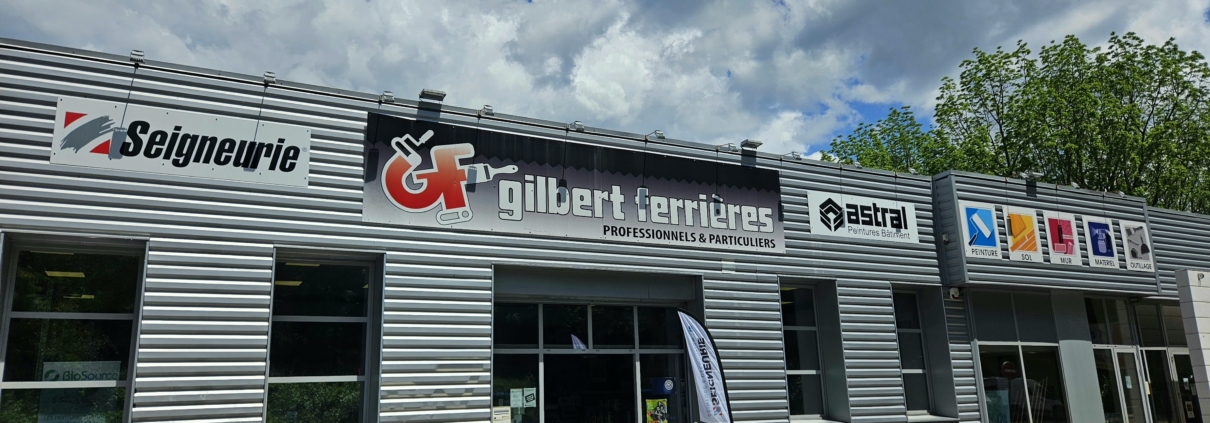 Seigneurie
GF
gilbert ferrières
PROFESSIONNELS & PARTICULIERS
astral
Peintures Bâtiment
PEINTURE
SOL
MUR
MATERIEL
OUTILLAGE
BioSource
SEIGNEURIE
P